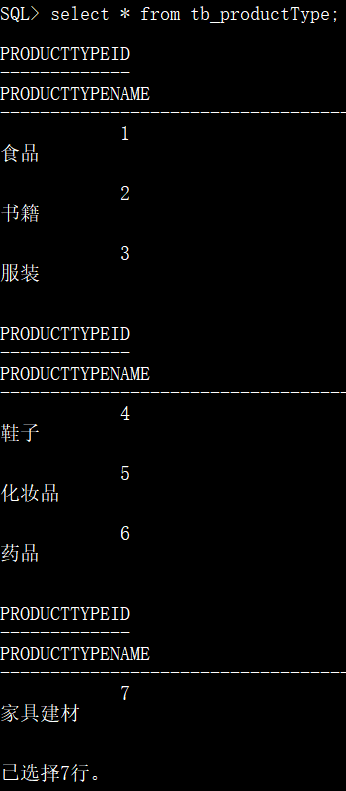 SQL> select * from tb_productType;
PRODUCTTYPEID
-------------
PRODUCTTYPENAME
-----------------------------------
1
食品
2
书籍
3
服装
PRODUCTTYPEID
-------------
PRODUCTTYPENAME
-----------------------------------
4
鞋子
5
化妆品
6
药品
PRODUCTTYPEID
-------------
PRODUCTTYPENAME
-----------------------------------
7
家具建材
已选择7行。